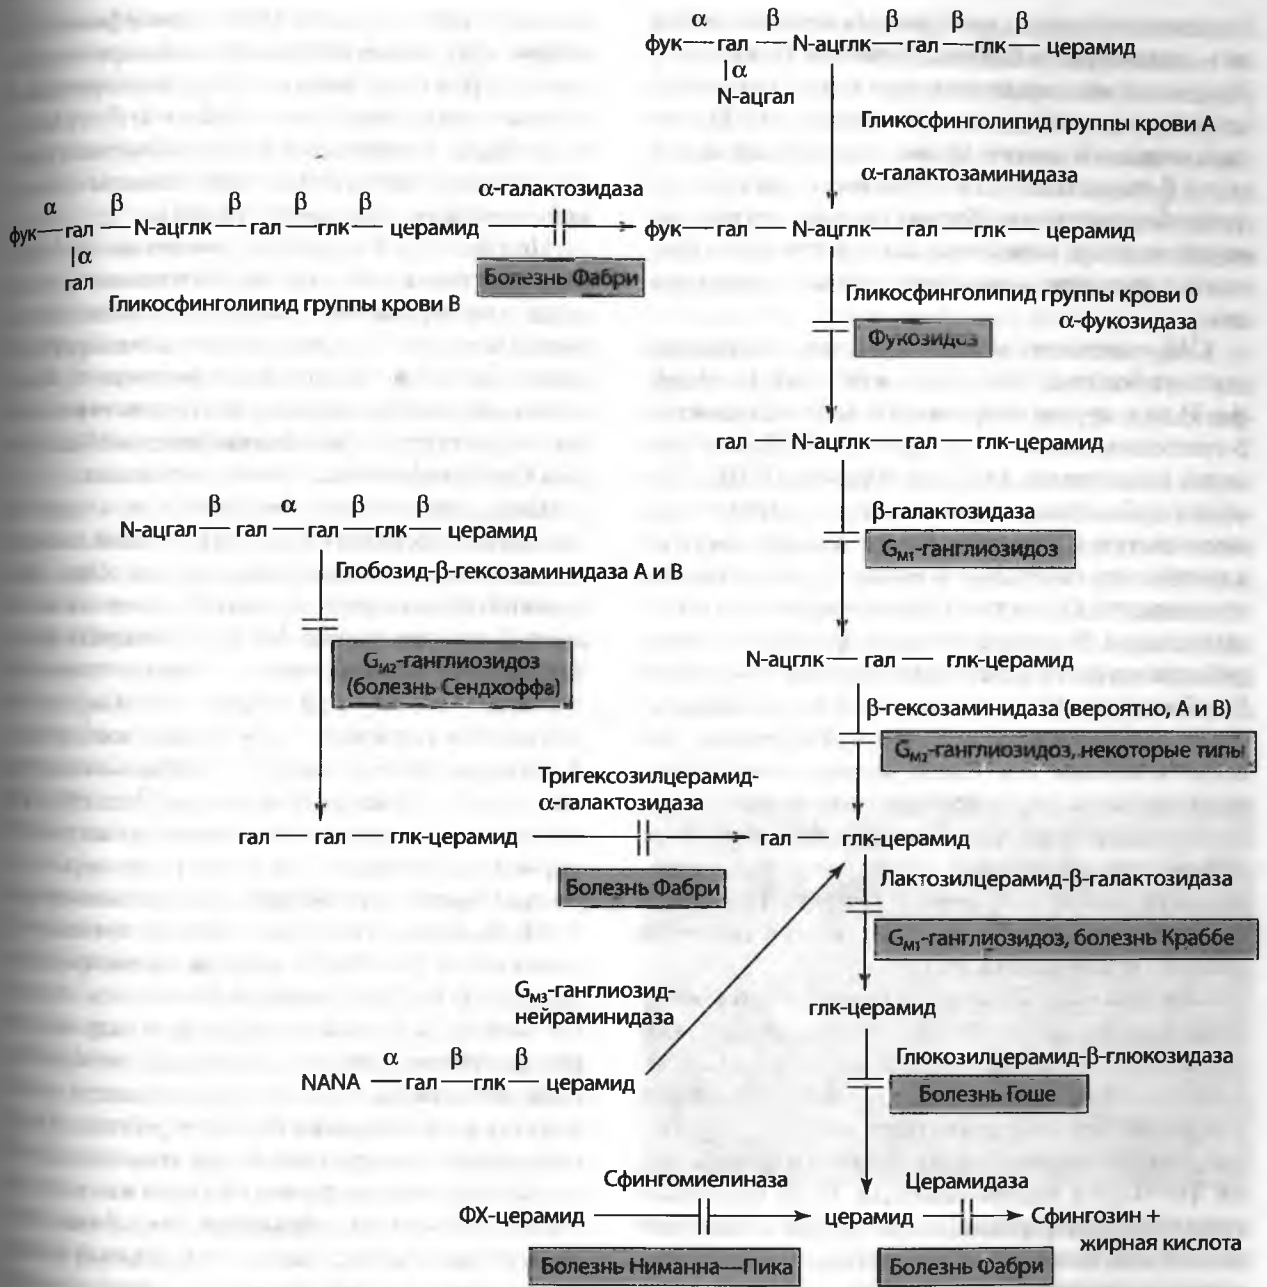 α β β β β
фук — гал — N-ацглк — гал — глк — церамид
|α
N-ацгал
Гликосфинголипид группы крови A
α-галактозаминидаза
α-галактозидаза
α β β β β
фук — гал — N-ацглк — гал — глк — церамид
|α
гал
Гликосфинголипид группы крови B
Болезнь Фабри
фук — гал — N-ацглк — гал — глк — церамид
Гликосфинголипид группы крови 0
α-фукозидаза
Фукозидоз
гал — N-ацглк — гал — глк-церамид
β-галактозидаза
GM1-ганглиозидоз
β α β β
N-ацгал — гал — гал — глк — церамид
Глобозид-β-гексозаминидаза A и B
GM2-ганглиозидоз
(болезнь Сендхоффа)
N-ацглк — гал — глк-церамид
β-гексозаминидаза (вероятно, A и B)
GM2-ганглиозидоз, некоторые типы
Тригексозилцерамид-
α-галактозидаза
гал — гал — глк-церамид
Болезнь Фабри
гал — глк-церамид
Лактозилцерамид-β-галактозидаза
GM1-ганглиозидоз, болезнь Краббе
GM3-ганглиозид-
нейраминидаза
α β β
NANA — гал — глк — церамид
глк-церамид
Глюкозилцерамид-β-глюкозидаза
Болезнь Гоше
Сфингомиелиназа
Церамидаза
ФХ-церамид
церамид
Сфингозин +
жирная кислота
Болезнь Ниманна—Пика
Болезнь Фабри